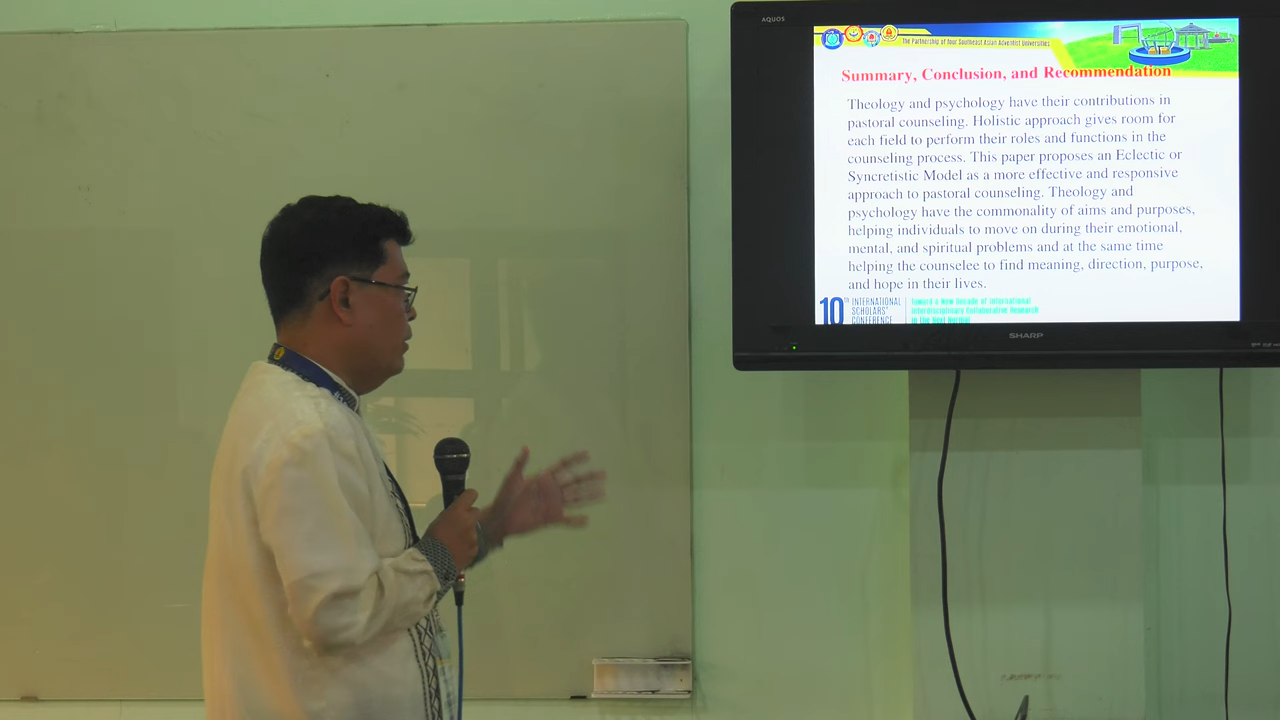 AQUOS
The Partnership of four Southeast Asian Adventist Universities
Summary, Conclusion, and Recommendation
Theology and psychology have their contributions in
pastoral counseling. Holistic approach gives room for
each field to perform their roles and functions in the
counseling process. This paper proposes an Eclectic or
Syncretistic Model as a more effective and responsive
approach to pastoral counseling. Theology and
psychology have the commonality of aims and purposes,
helping individuals to move on during their emotional,
mental, and spiritual problems and at the same time
helping the counselee to find meaning, direction, purpose,
and hope in their lives.
10th INTERNATIONAL
SCHOLARS'
CONFERENCE
Toward a New Decade of International
Interdisciplinary Collaborative Research
in the Next Normal
SHARP